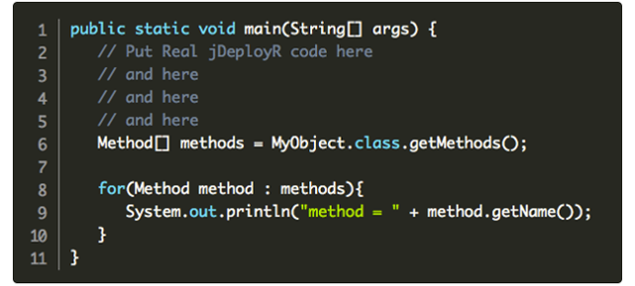 1 public static void main(String[] args) {
2 // Put Real jDeployR code here
3 // and here
4 // and here
5 // and here
6 Method[] methods = MyObject.class.getMethods();
7
8 for(Method method : methods){
9 System.out.println("method = " + method.getName());
10 }
11 }